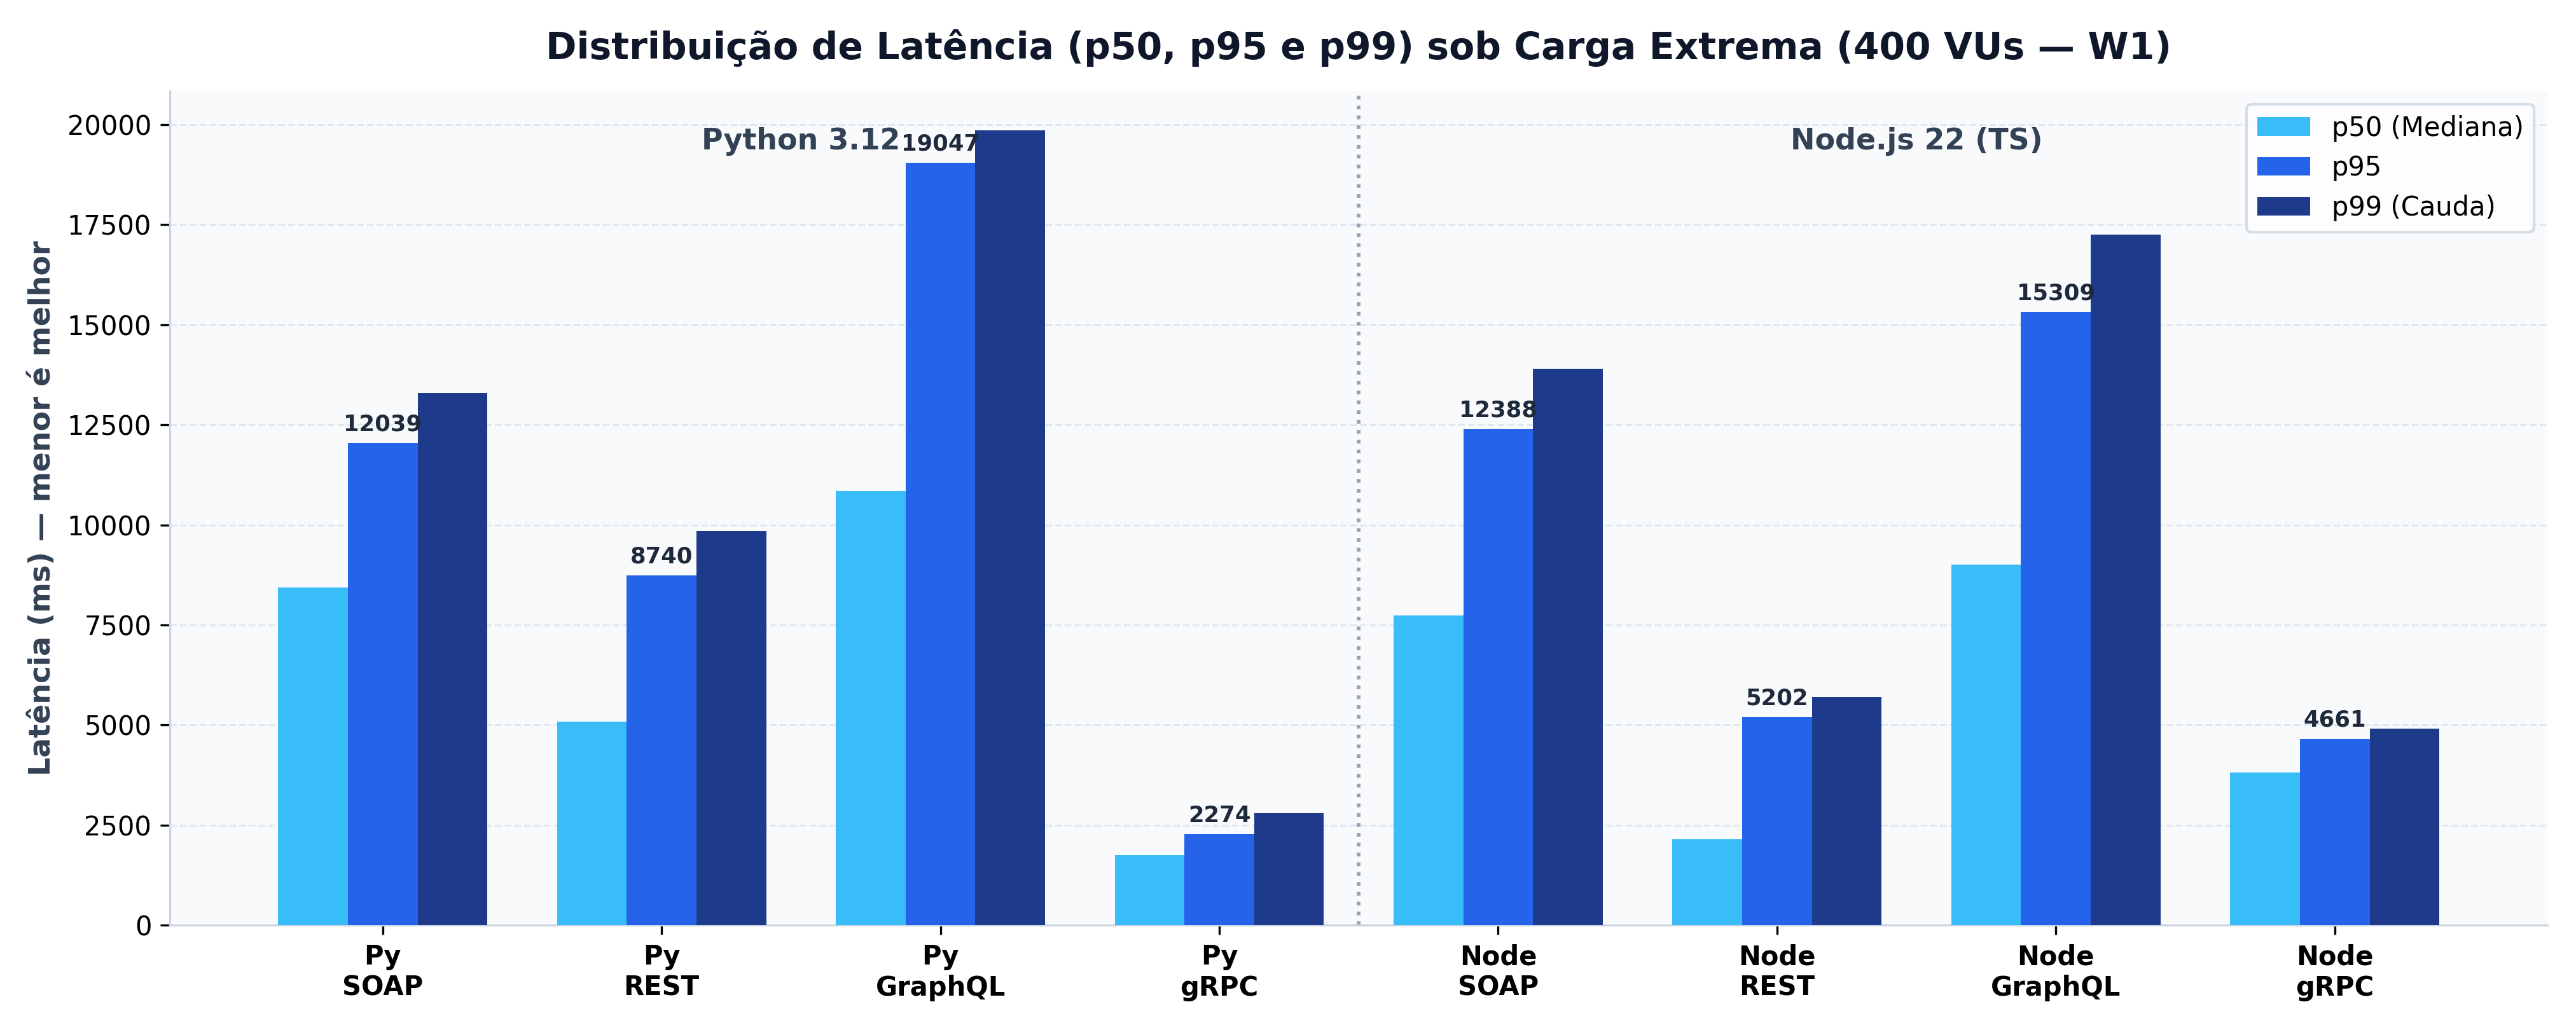 Distribuição de Latência (p50, p95 e p99) sob Carga Extrema (400 VUs — W1)
Latência (ms) — menor é melhor
20000
17500
15000
12500
10000
7500
5000
2500
0
Python 3.12
Node.js 22 (TS)
p50 (Mediana)
p95
p99 (Cauda)
12039
8740
19047
2274
12388
5202
15309
4661
Py
SOAP
Py
REST
Py
GraphQL
Py
gRPC
Node
SOAP
Node
REST
Node
GraphQL
Node
gRPC